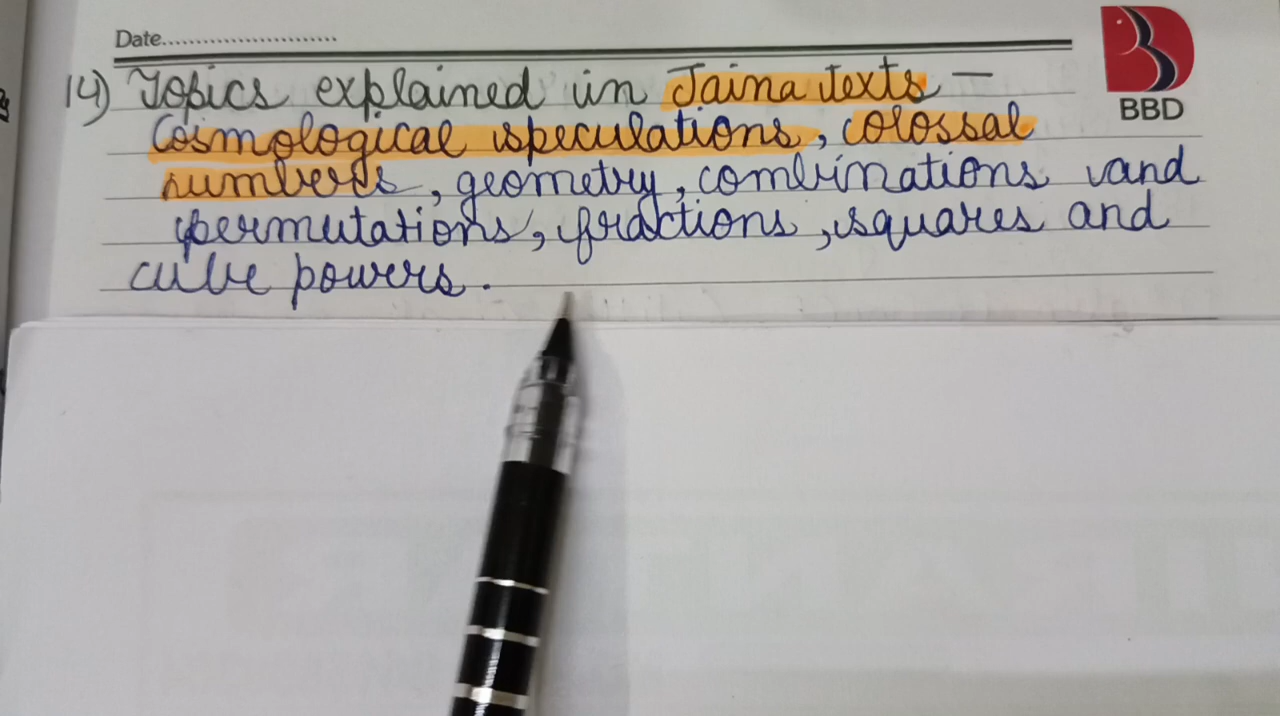 Date........................
BBD
14) Topics explained in Jaina texts —
Cosmological speculations, colossal
numbers, geometry, combinations and
permutations, fractions, squares and
cube powers.